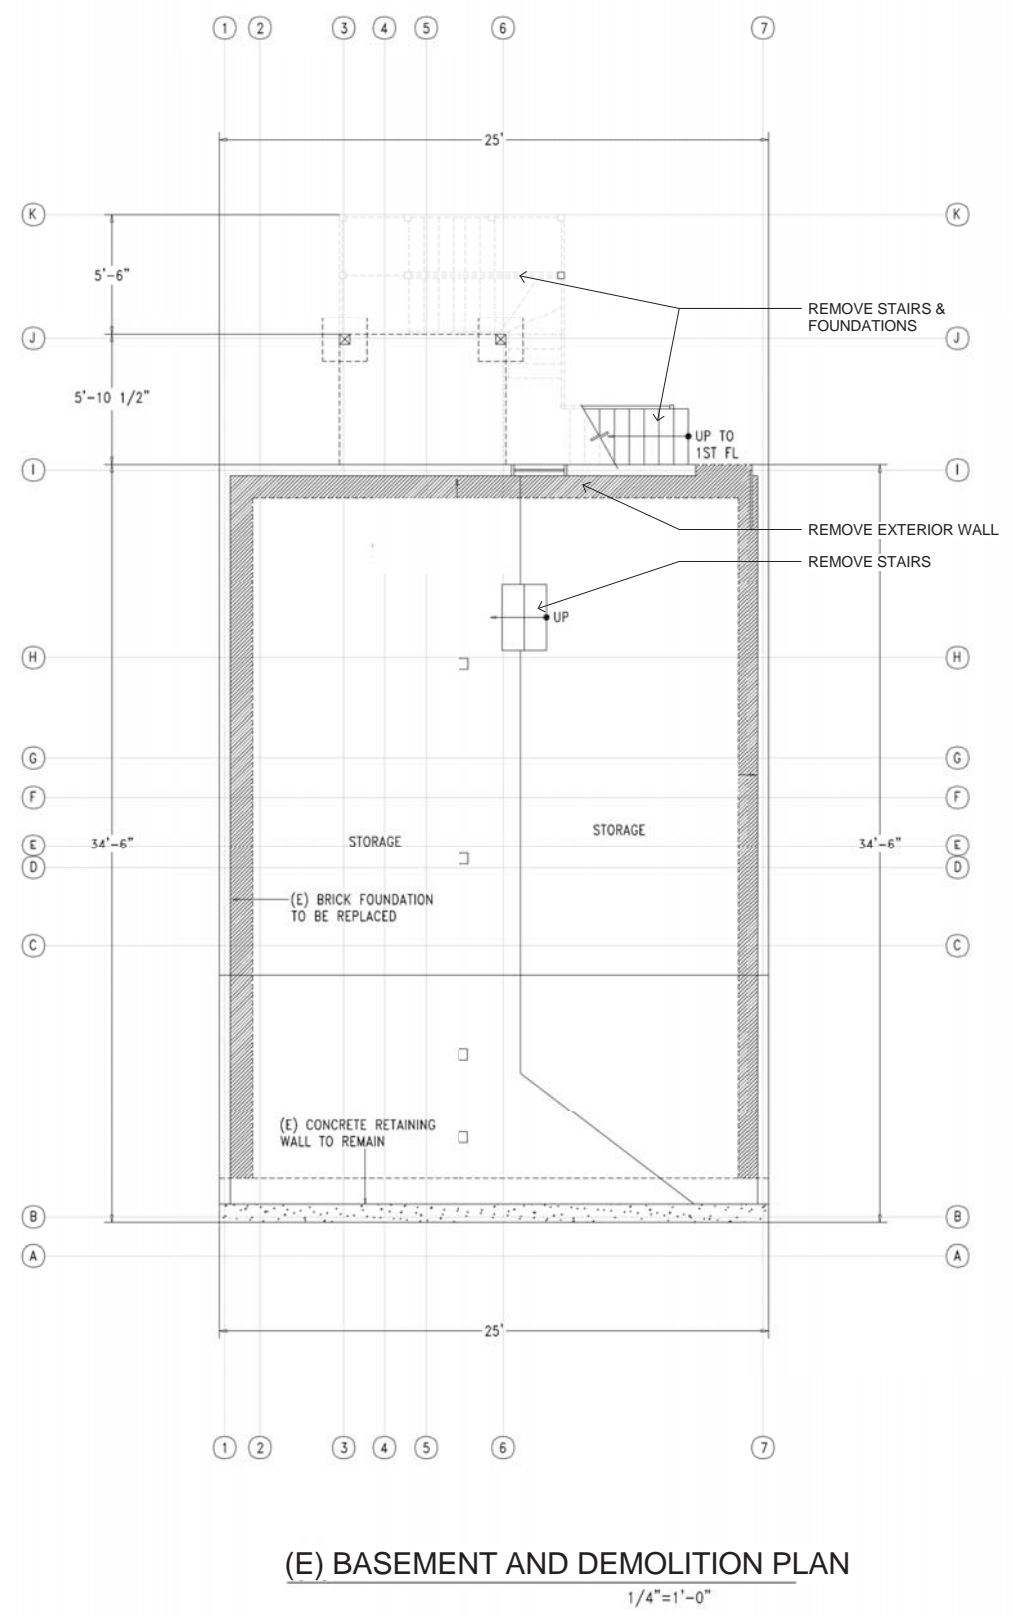 1 2 3 4 5 6 7
25'
K K
5'-6"
REMOVE STAIRS &
FOUNDATIONS
J J
5'-10 1/2"
UP TO
1ST FL
I I
REMOVE EXTERIOR WALL
REMOVE STAIRS
UP
H H
G G
F F
STORAGE
STORAGE
E 34'-6" 34'-6" E
D D
(E) BRICK FOUNDATION
TO BE REPLACED
C C
(E) CONCRETE RETAINING
WALL TO REMAIN
B B
A A
25'
1 2 3 4 5 6 7
(E) BASEMENT AND DEMOLITION PLAN
1/4"=1'-0"